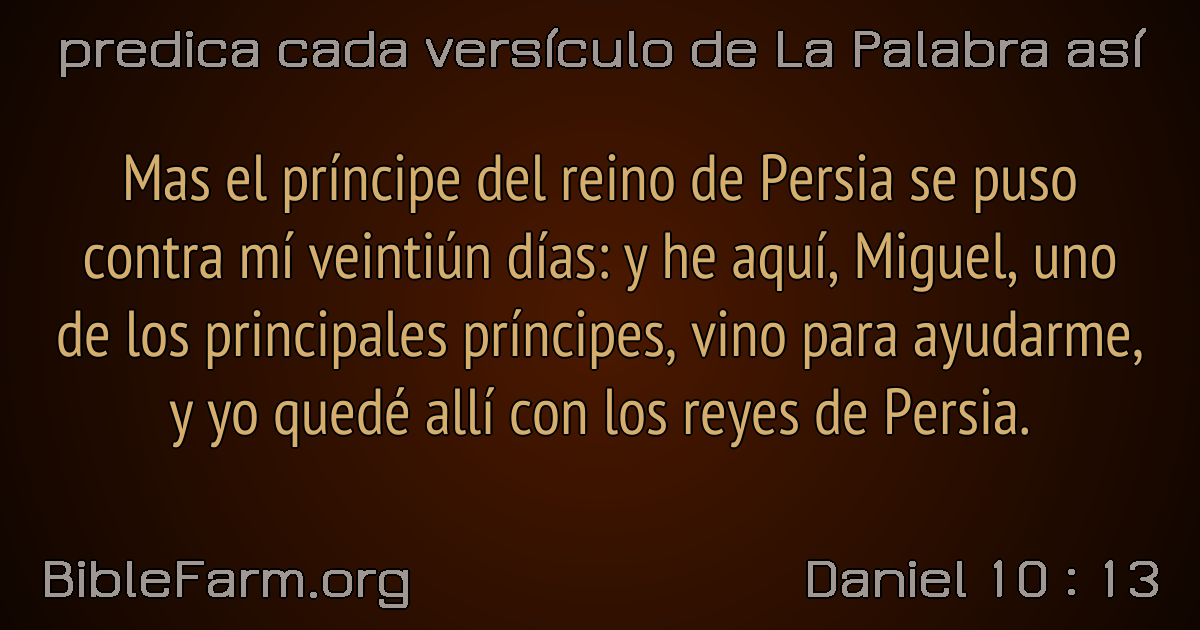 predica cada versículo de La Palabra así
Mas el príncipe del reino de Persia se puso
contra mí veintiún días: y he aquí, Miguel, uno
de los principales príncipes, vino para ayudarme,
y yo quedé allí con los reyes de Persia.
BibleFarm.org
Daniel 10 : 13